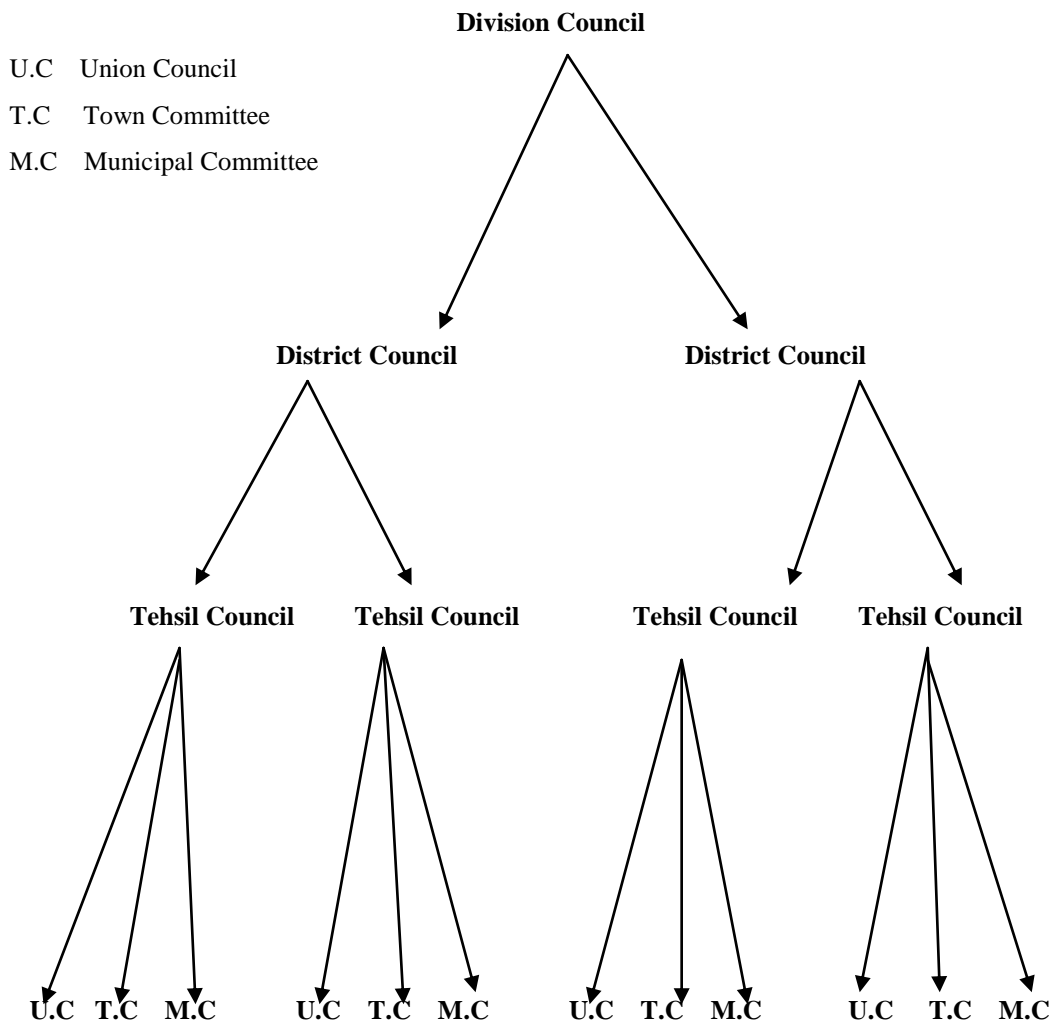 Division Council
U.C Union Council
T.C Town Committee
M.C Municipal Committee
District Council District Council
Tehsil Council Tehsil Council Tehsil Council Tehsil Council
U.C T.C M.C U.C T.C M.C U.C T.C M.C U.C T.C M.C